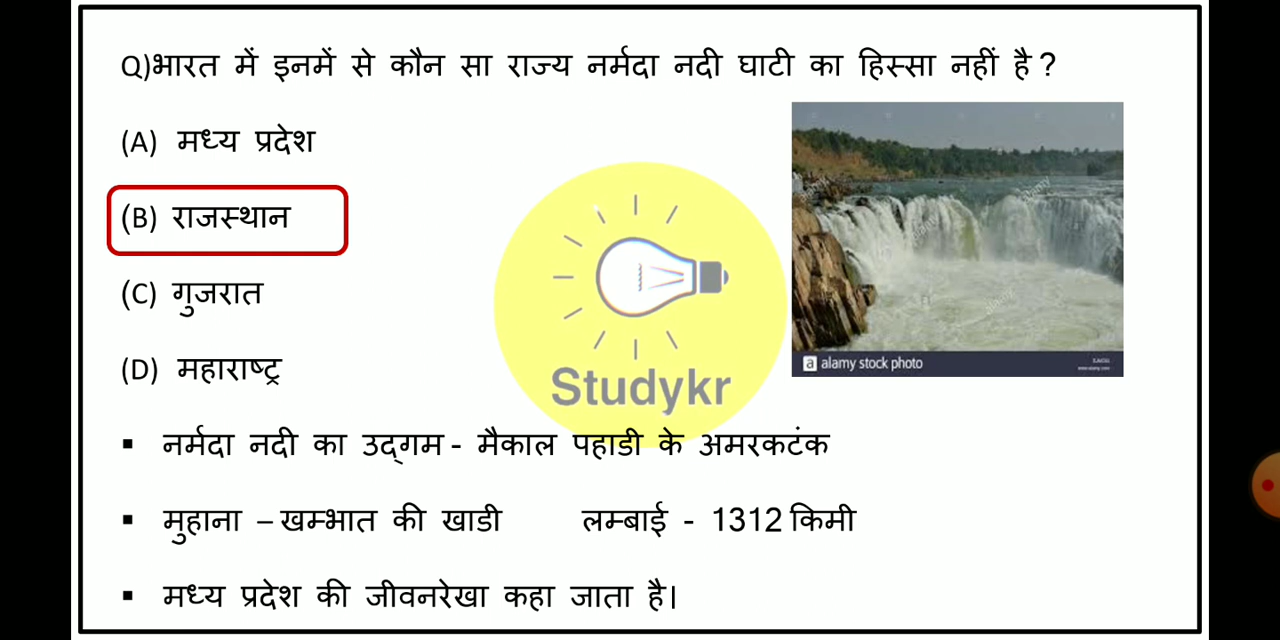 Q)भारत में इनमें से कौन सा राज्य नर्मदा नदी घाटी का हिस्सा नहीं है ?
(A) मध्य प्रदेश
(B) राजस्थान
(C) गुजरात
(D) महाराष्ट्र
a alamy stock photo
Studykr
▪ नर्मदा नदी का उद्गम - मैकाल पहाडी के अमरकटंक
▪ मुहाना – खम्भात की खाडी लम्बाई - 1312 किमी
▪ मध्य प्रदेश की जीवनरेखा कहा जाता है।